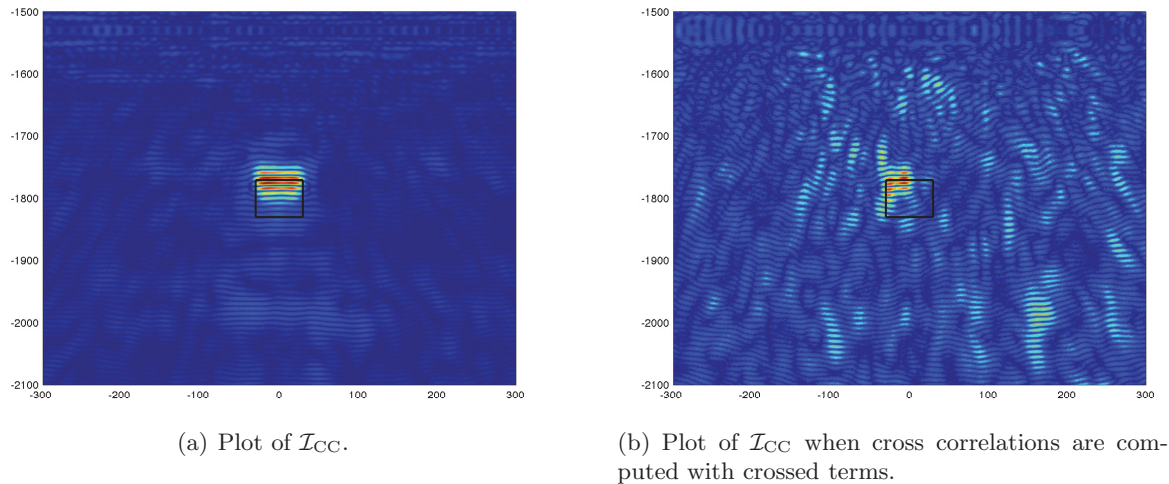 -1500
-1600
-1700
-1800
-1900
-2000
-2100
-300 -200 -100 0 100 200 300
(a) Plot of 𝓘CC.
-1500
-1600
-1700
-1800
-1900
-2000
-2100
-300 -200 -100 0 100 200 300
(b) Plot of 𝓘CC when cross correlations are com-
puted with crossed terms.